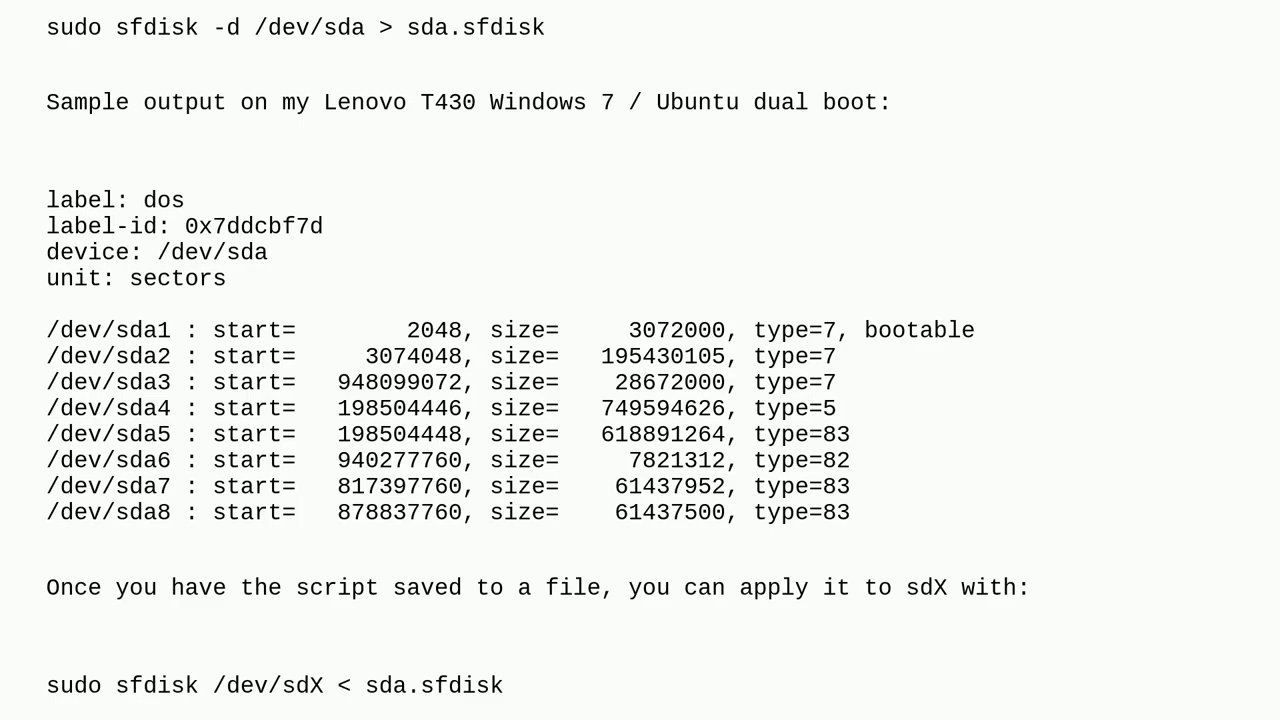 sudo sfdisk -d /dev/sda > sda.sfdisk
Sample output on my Lenovo T430 Windows 7 / Ubuntu dual boot:
label: dos
label-id: 0x7ddcbf7d
device: /dev/sda
unit: sectors
/dev/sda1 : start=        2048, size=     3072000, type=7, bootable
/dev/sda2 : start=     3074048, size=   195430105, type=7
/dev/sda3 : start=   948099072, size=    28672000, type=7
/dev/sda4 : start=   198504446, size=   749594626, type=5
/dev/sda5 : start=   198504448, size=   618891264, type=83
/dev/sda6 : start=   940277760, size=     7821312, type=82
/dev/sda7 : start=   817397760, size=    61437952, type=83
/dev/sda8 : start=   878837760, size=    61437500, type=83
Once you have the script saved to a file, you can apply it to sdX with:
sudo sfdisk /dev/sdX < sda.sfdisk